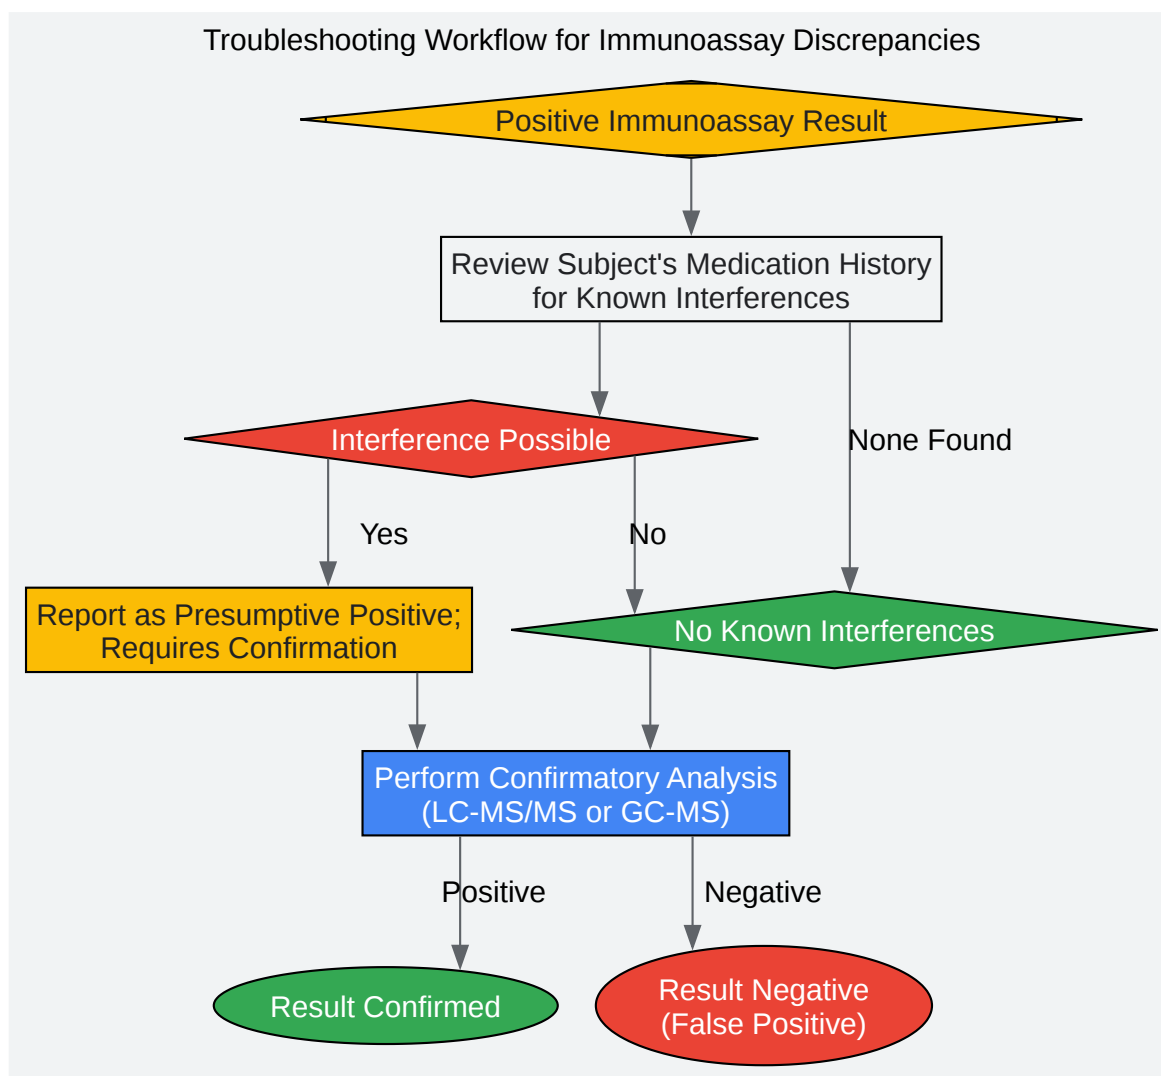 Troubleshooting Workflow for Immunoassay Discrepancies
Positive Immunoassay Result
Review Subject's Medication History
for Known Interferences
Interference Possible
None Found
Yes
No
Report as Presumptive Positive;
Requires Confirmation
No Known Interferences
Perform Confirmatory Analysis
(LC-MS/MS or GC-MS)
Positive
Negative
Result Confirmed
Result Negative
(False Positive)